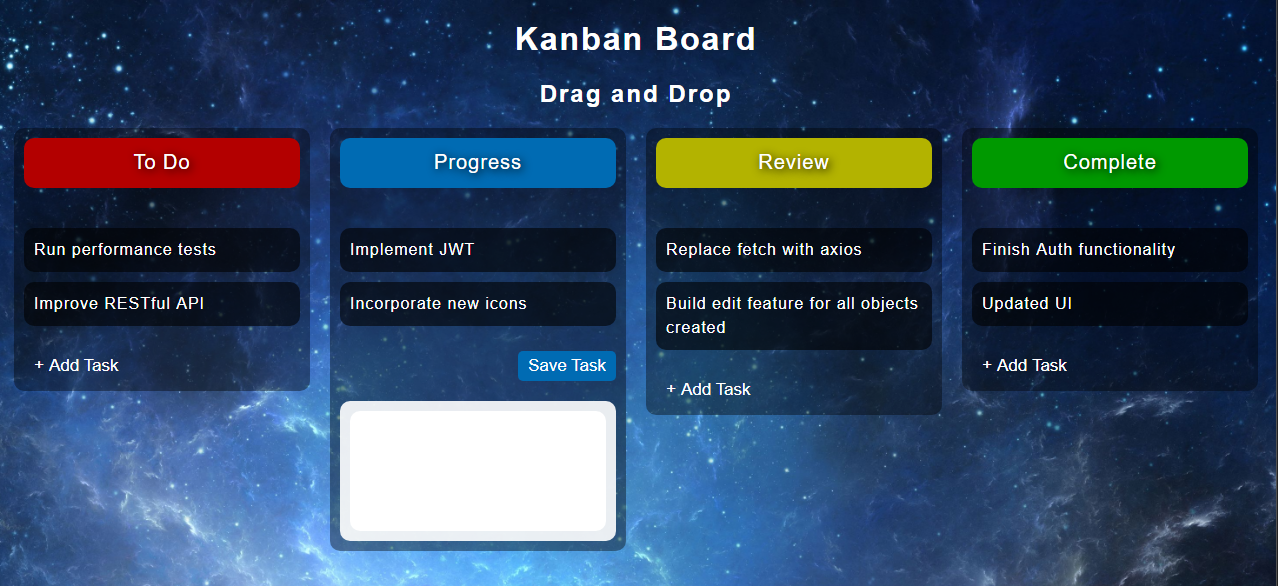 Kanban Board
Drag and Drop
To Do
Run performance tests
Improve RESTful API
+ Add Task
Progress
Implement JWT
Incorporate new icons
Save Task
Review
Replace fetch with axios
Build edit feature for all objects
created
+ Add Task
Complete
Finish Auth functionality
Updated UI
+ Add Task